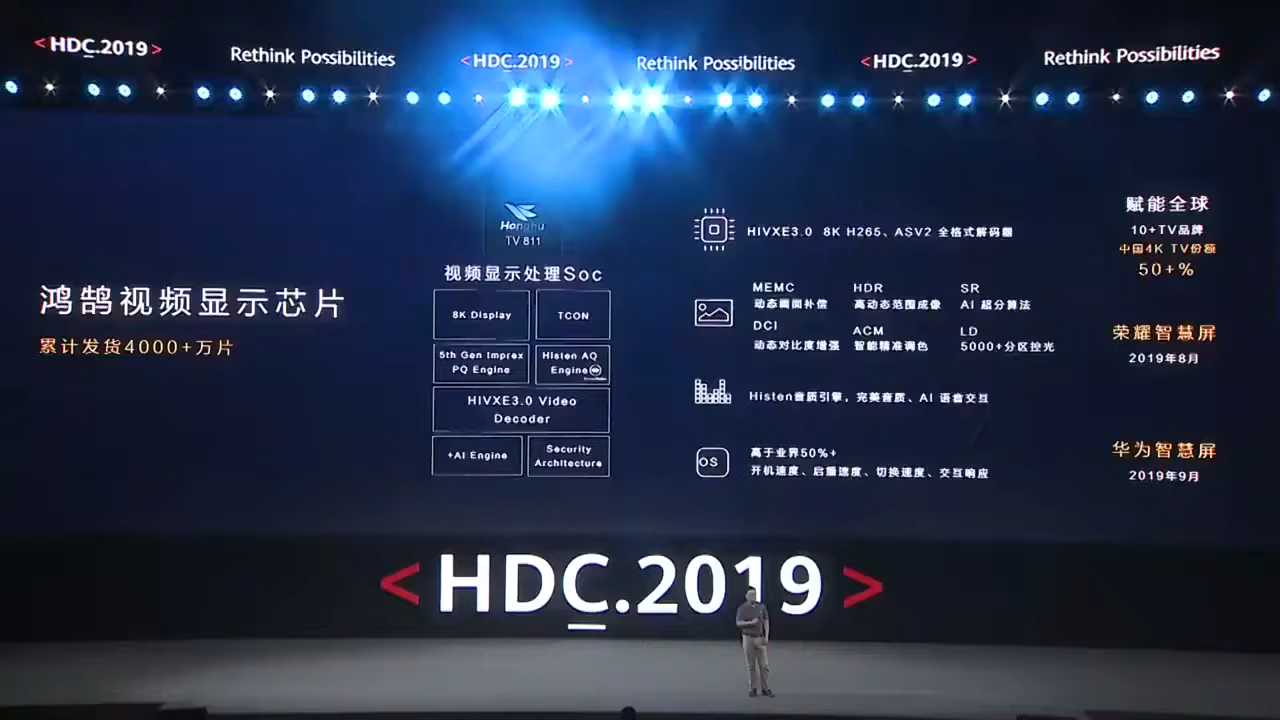 <HDC.2019>
Rethink Possibilities
<HDC.2019>
Rethink Possibilities
<HDC.2019>
Rethink Possibilities
鸿鹄视频显示芯片
累计发货4000+万片
Honghu
TV 811
视频显示处理Soc
8K Display
TCON
5th Gen Imprex
PQ Engine
Histen AQ
Engine
HIVXE3.0 Video
Decoder
+AI Engine
Security
Architecture
HIVXE3.0 8K H265、ASV2 全格式解码器
MEMC
动态画面补偿
HDR
高动态范围成像
SR
AI 超分算法
DCI
动态对比度增强
ACM
智能精准调色
LD
5000+分区控光
Histen音质引擎，完美音质、AI 语音交互
OS
高于业界50%+
开机速度、启播速度、切换速度、交互响应
赋能全球
10+TV品牌
中国4K TV份额
50+%
荣耀智慧屏
2019年8月
华为智慧屏
2019年9月
<HDC.2019>